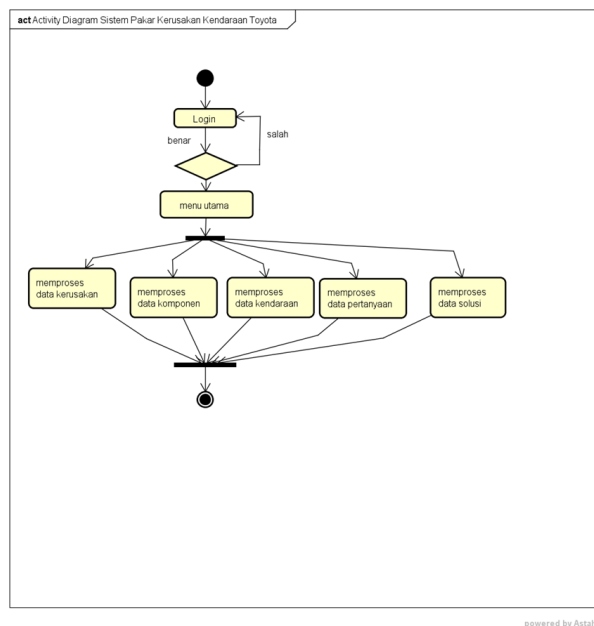 act Activity Diagram Sistem Pakar Kerusakan Kendaraan Toyota
Login
benar
salah
menu utama
memproses
data kerusakan
memproses
data komponen
memproses
data kendaraan
memproses
data pertanyaan
memproses
data solusi
powered by Astah